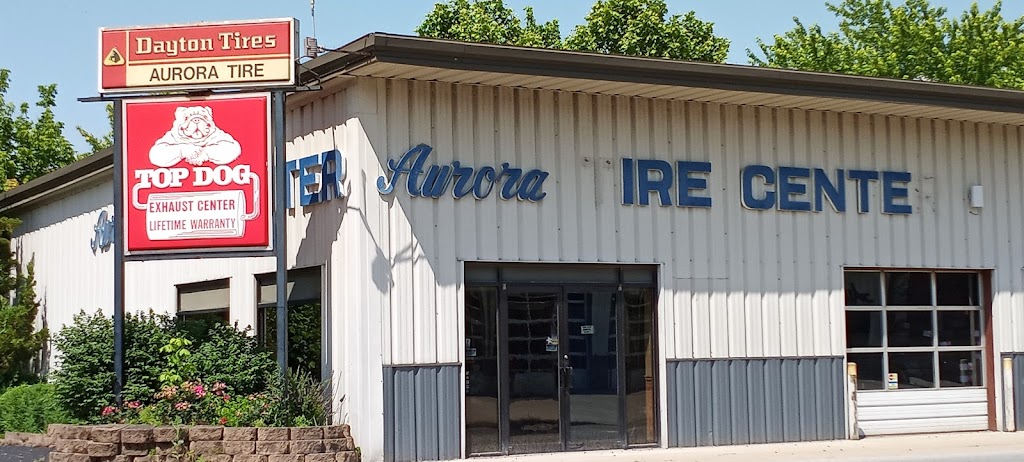 Dayton Tires
AURORA TIRE
TOP DOG
EXHAUST CENTER
LIFETIME WARRANTY
TER
Aurora IRE CENTE